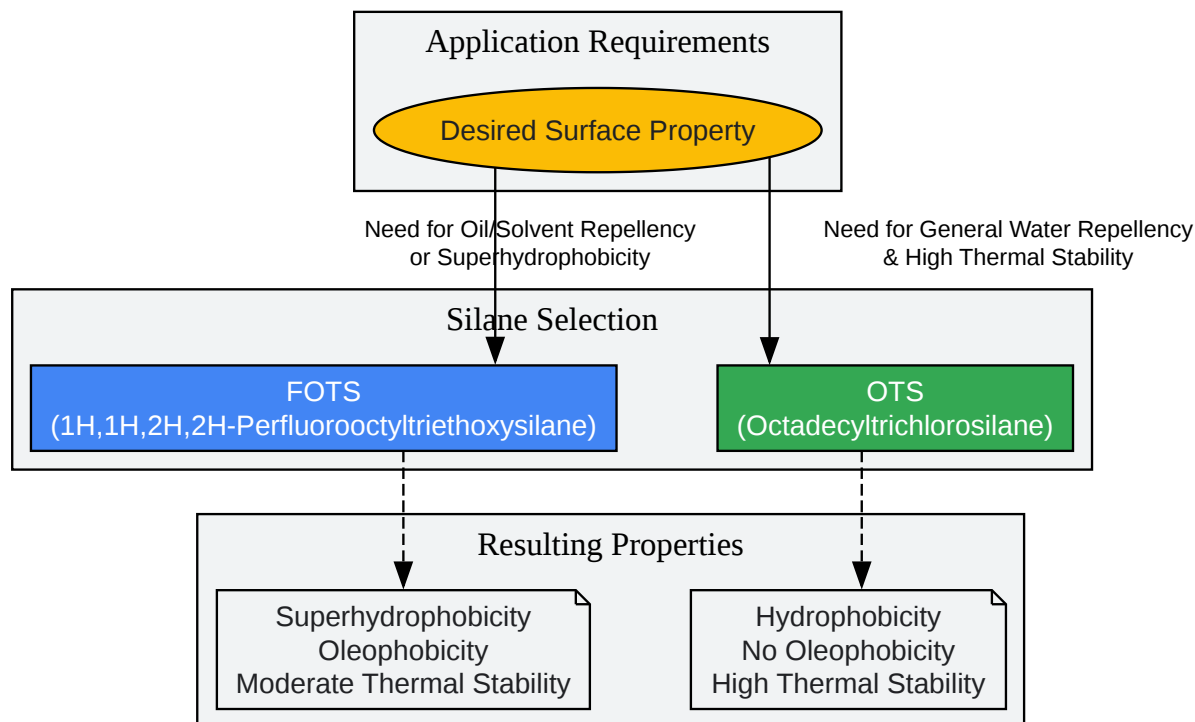 Application Requirements
Desired Surface Property
Need for Oil/Solvent Repellency
or Superhydrophobicity
Need for General Water Repellency
& High Thermal Stability
Silane Selection
FOTS
(1H,1H,2H,2H-Perfluorooctyltriethoxysilane)
OTS
(Octadecyltrichlorosilane)
Resulting Properties
Superhydrophobicity
Oleophobicity
Moderate Thermal Stability
Hydrophobicity
No Oleophobicity
High Thermal Stability